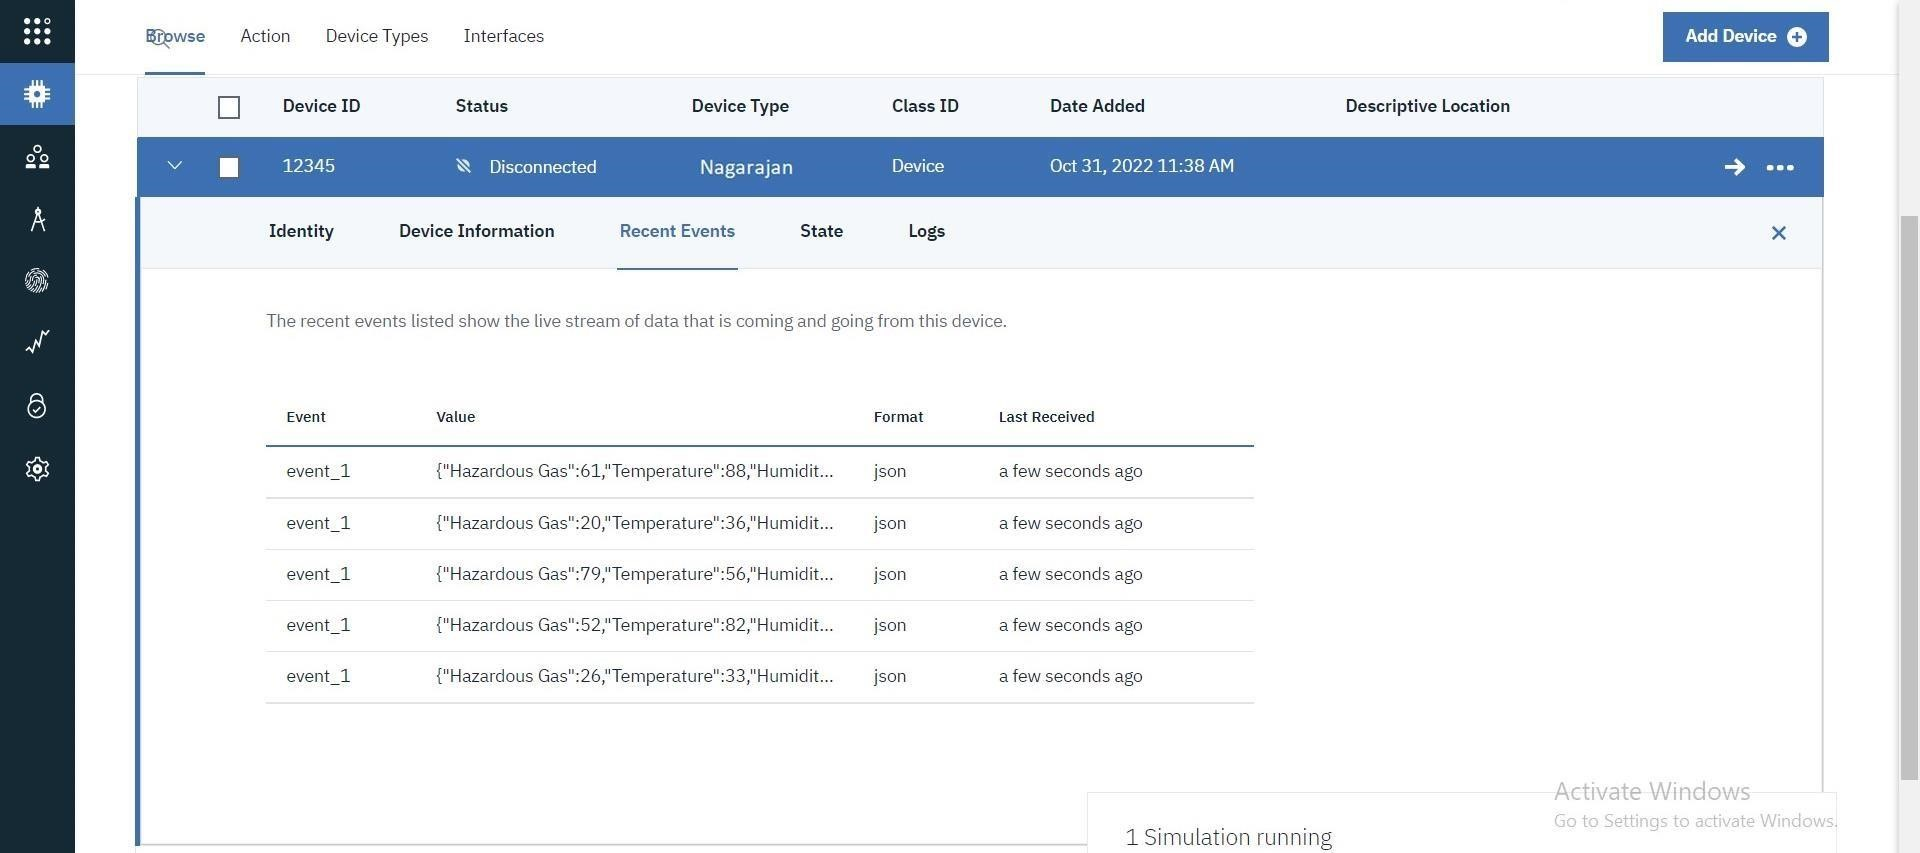 Browse Action Device Types Interfaces Add Device
Device ID Status Device Type Class ID Date Added Descriptive Location
12345 Disconnected Nagarajan Device Oct 31, 2022 11:38 AM
Identity Device Information Recent Events State Logs
The recent events listed show the live stream of data that is coming and going from this device.
Event Value Format Last Received
event_1 {"Hazardous Gas":61,"Temperature":88,"Humidit... json a few seconds ago
event_1 {"Hazardous Gas":20,"Temperature":36,"Humidit... json a few seconds ago
event_1 {"Hazardous Gas":79,"Temperature":56,"Humidit... json a few seconds ago
event_1 {"Hazardous Gas":52,"Temperature":82,"Humidit... json a few seconds ago
event_1 {"Hazardous Gas":26,"Temperature":33,"Humidit... json a few seconds ago
Activate Windows
Go to Settings to activate Windows.
1 Simulation running